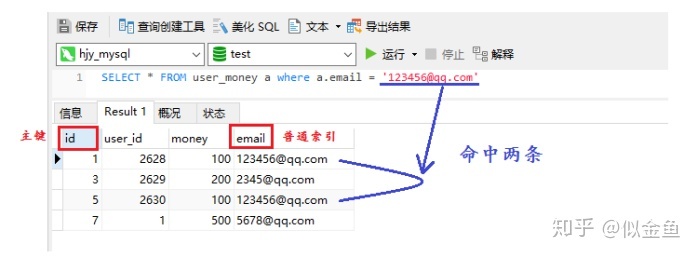 保存 查询创建工具 美化 SQL 文本 导出结果
hjy_mysql test 运行 停止 解释
1 SELECT * FROM user_money a where a.email = '123456@qq.com'
信息 Result 1 概况 状态
主键 id user_id money email 普通索引
1 2628 100 123456@qq.com
命中两条
3 2629 200 2345@qq.com
5 2630 100 123456@qq.com
7 1 500 5678@qq.com
知乎 @似金鱼